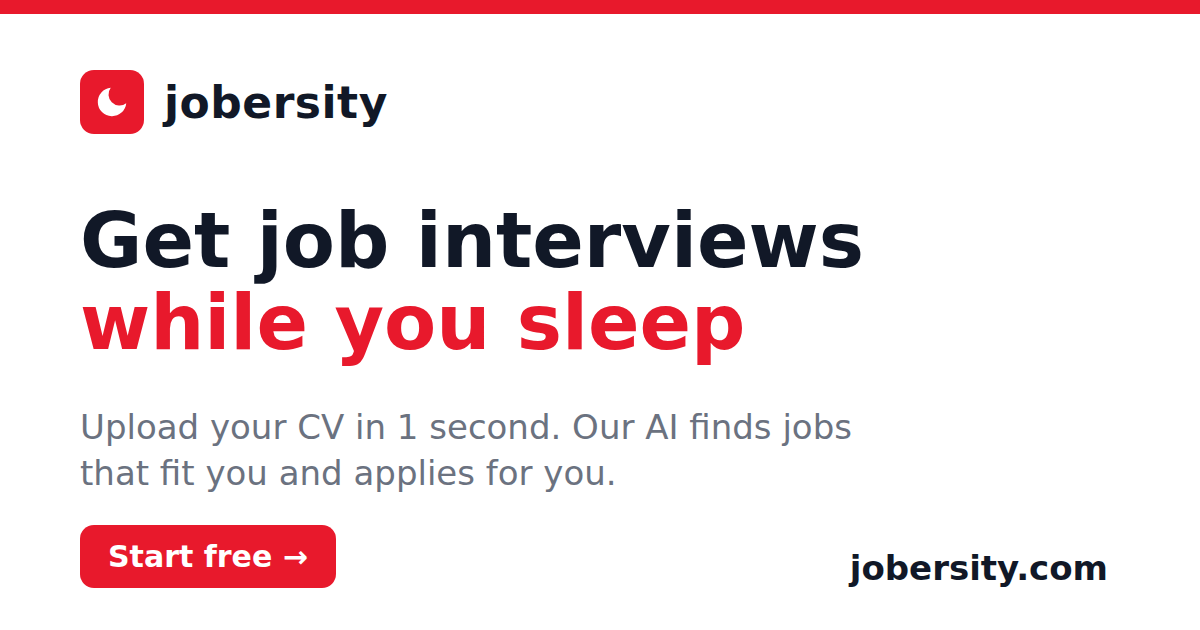 jobersity
Get job interviews
while you sleep
Upload your CV in 1 second. Our AI finds jobs
that fit you and applies for you.
Start free →
jobersity.com